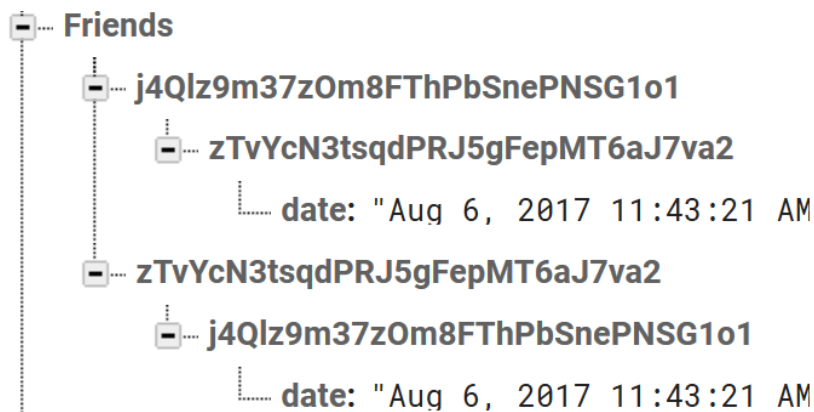 Friends
j4Qlz9m37zOm8FThPbSnePNSG1o1
zTvYcN3tsqdPRJ5gFepMT6aJ7va2
date: "Aug 6, 2017 11:43:21 AM
zTvYcN3tsqdPRJ5gFepMT6aJ7va2
j4Qlz9m37zOm8FThPbSnePNSG1o1
date: "Aug 6, 2017 11:43:21 AM